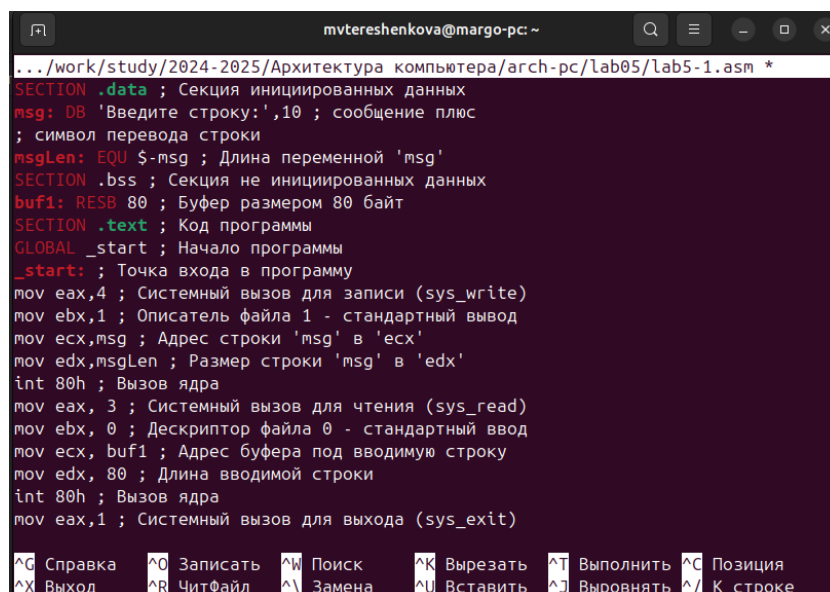 mvtereshenkova@margo-pc: ~
.../work/study/2024-2025/Архитектура компьютера/arch-pc/lab05/lab5-1.asm *
SECTION .data ; Секция инициированных данных
msg: DB 'Введите строку:',10 ; сообщение плюс
; символ перевода строки
msgLen: EQU $-msg ; Длина переменной 'msg'
SECTION .bss ; Секция не инициированных данных
buf1: RESB 80 ; Буфер размером 80 байт
SECTION .text ; Код программы
GLOBAL _start ; Начало программы
_start: ; Точка входа в программу
mov eax,4 ; Системный вызов для записи (sys_write)
mov ebx,1 ; Описатель файла 1 - стандартный вывод
mov ecx,msg ; Адрес строки 'msg' в 'ecx'
mov edx,msgLen ; Размер строки 'msg' в 'edx'
int 80h ; Вызов ядра
mov eax, 3 ; Системный вызов для чтения (sys_read)
mov ebx, 0 ; Дескриптор файла 0 - стандартный ввод
mov ecx, buf1 ; Адрес буфера под вводимую строку
mov edx, 80 ; Длина вводимой строки
int 80h ; Вызов ядра
mov eax,1 ; Системный вызов для выхода (sys_exit)
^G Справка ^O Записать ^W Поиск ^K Вырезать ^T Выполнить ^C Позиция
^X Выход ^R ЧитФайл ^\ Замена ^U Вставить ^J Выровнять ^/ К строке